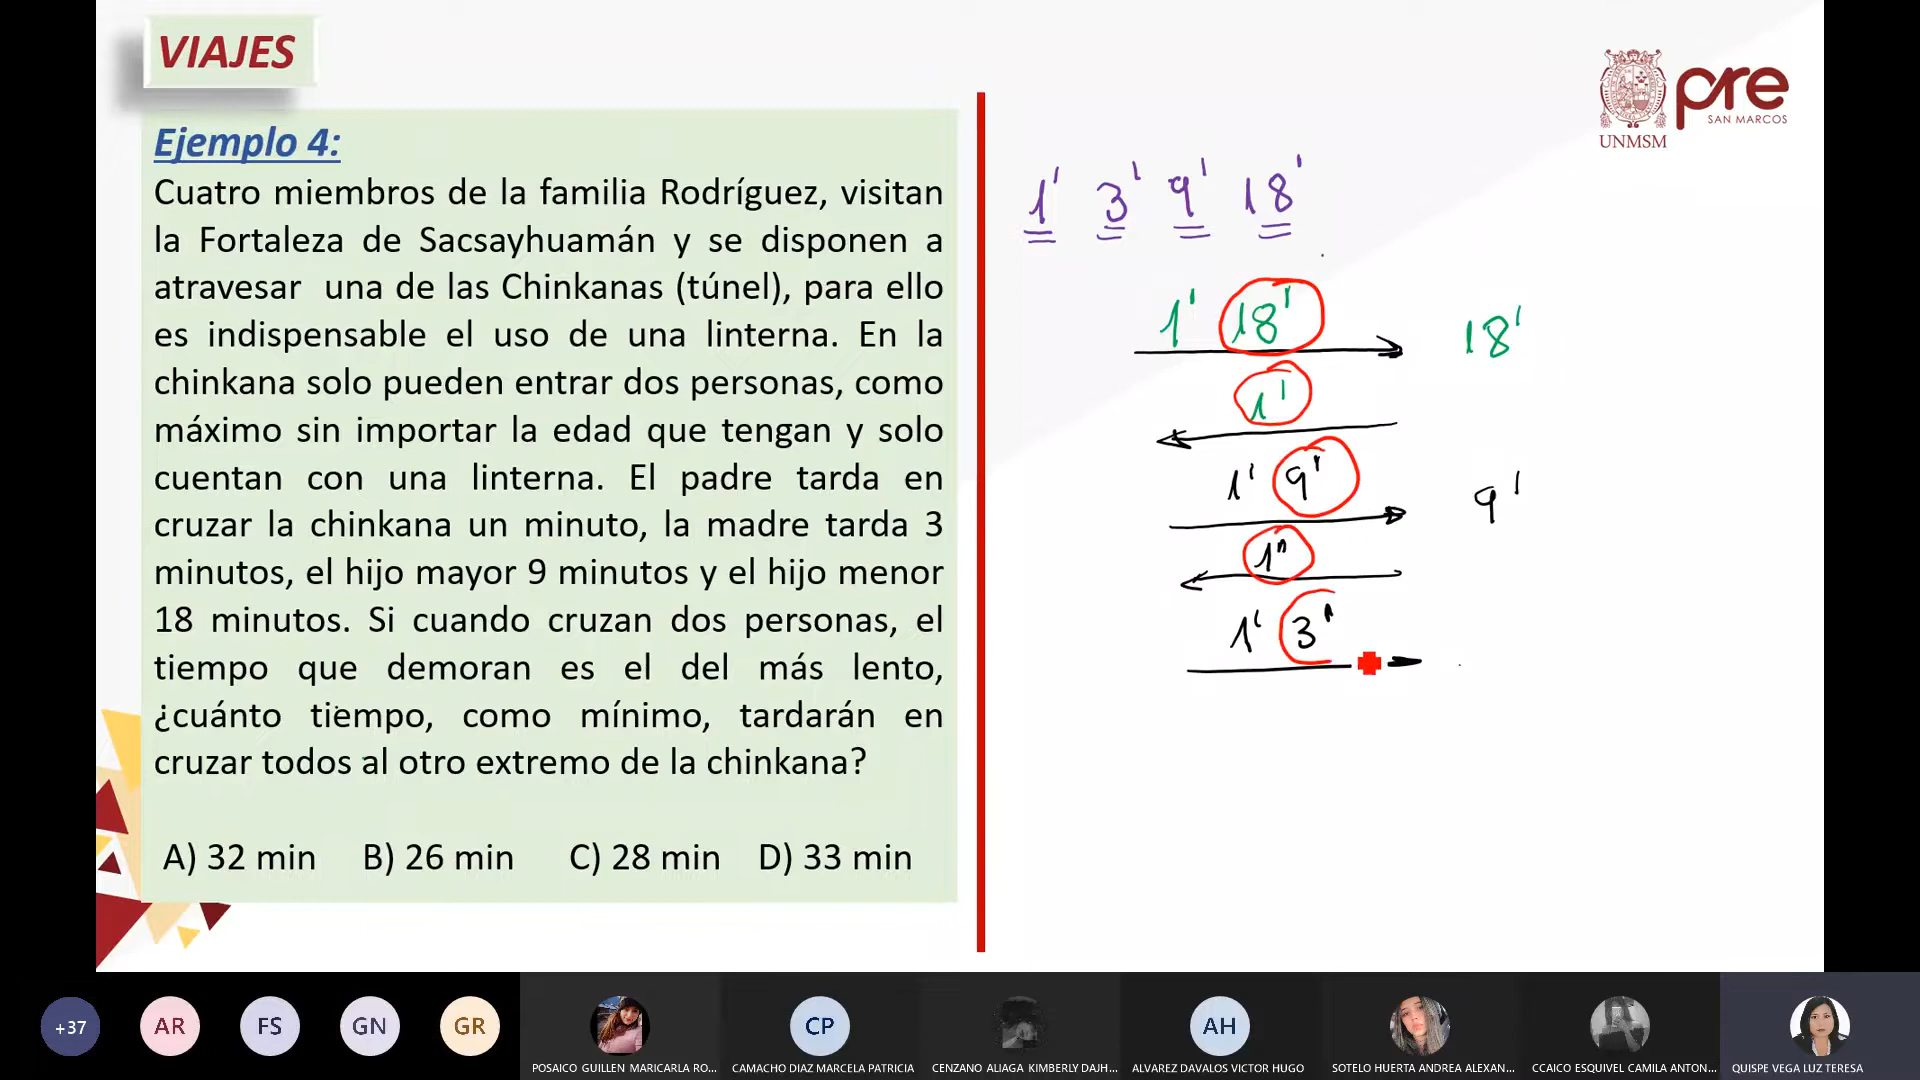 VIAJES
Ejemplo 4:
Cuatro miembros de la familia Rodríguez, visitan
la Fortaleza de Sacsayhuamán y se disponen a
atravesar una de las Chinkanas (túnel), para ello
es indispensable el uso de una linterna. En la
chinkana solo pueden entrar dos personas, como
máximo sin importar la edad que tengan y solo
cuentan con una linterna. El padre tarda en
cruzar la chinkana un minuto, la madre tarda 3
minutos, el hijo mayor 9 minutos y el hijo menor
18 minutos. Si cuando cruzan dos personas, el
tiempo que demoran es el del más lento,
¿cuánto tiempo, como mínimo, tardarán en
cruzar todos al otro extremo de la chinkana?
A) 32 min B) 26 min C) 28 min D) 33 min
UNMSM
pre
SAN MARCOS
1' 3' 9' 18'
1' 18' 18'
1'
1' 9' 9'
1'
1' 3'
+37 AR FS GN GR CP AH
POSAICO GUILLEN MARICARLA RO... CAMACHO DIAZ MARCELA PATRICIA CENZANO ALIAGA KIMBERLY DAJH... ALVAREZ DAVALOS VICTOR HUGO SOTELO HUERTA ANDREA ALEXAN... CCAICO ESQUIVEL CAMILA ANTON... QUISPE VEGA LUZ TERESA